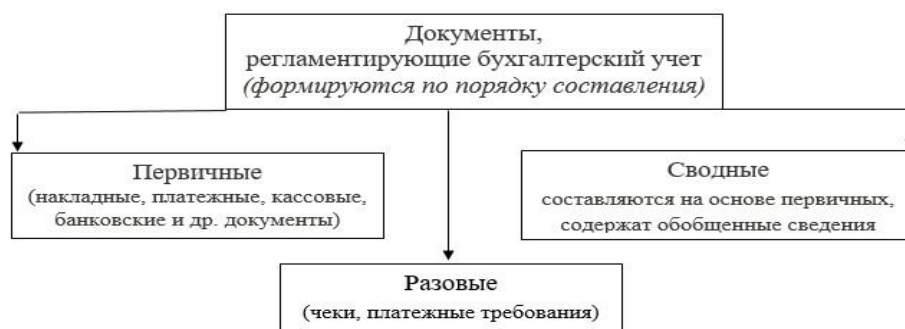 Документы,
регламентирующие бухгалтерский учет
(формируются по порядку составления)
Первичные
(накладные, платежные, кассовые,
банковские и др. документы)
Сводные
составляются на основе первичных,
содержат обобщенные сведения
Разовые
(чеки, платежные требования)